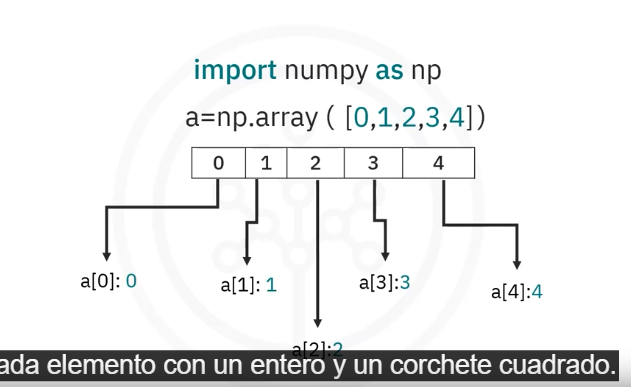 import numpy as np
a=np.array ( [0,1,2,3,4])
0 1 2 3 4
a[0]: 0
a[1]: 1
a[3]:3
a[4]:4
a[2]:2
ada elemento con un entero y un corchete cuadrado.